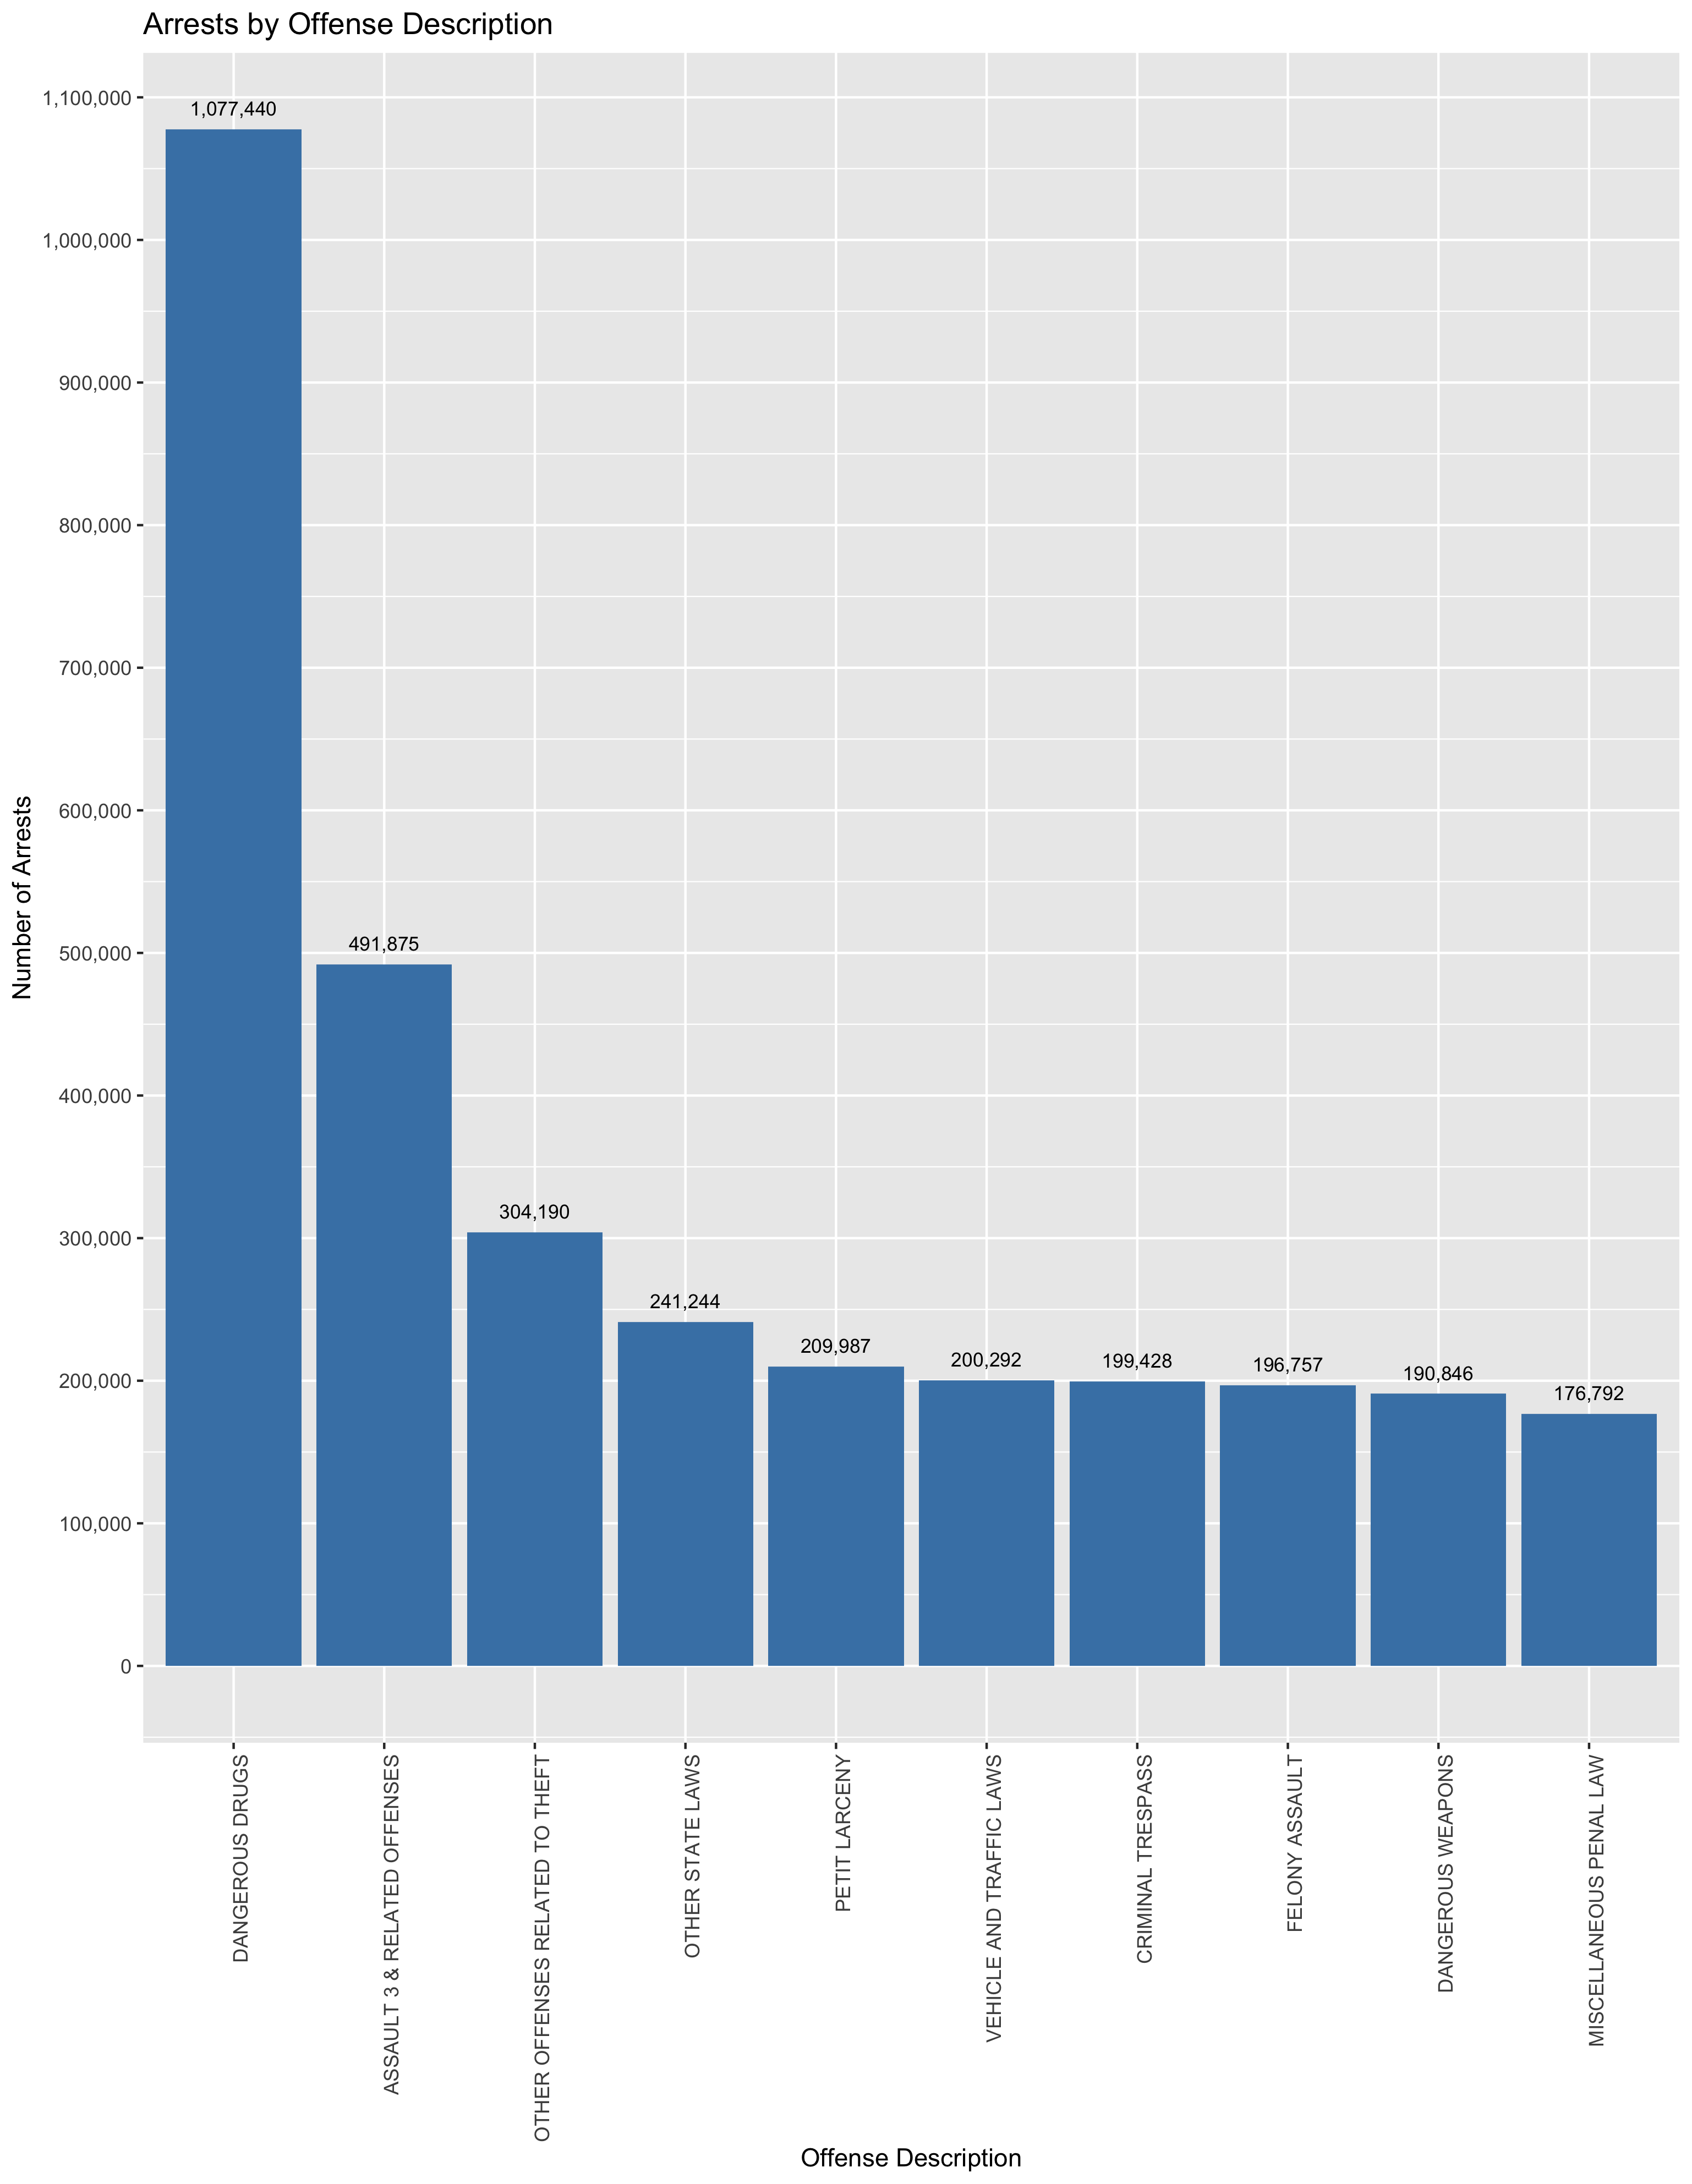 Arrests by Offense Description
1,100,000
1,000,000
900,000
800,000
700,000
600,000
500,000
400,000
300,000
200,000
100,000
0
Number of Arrests
1,077,440
491,875
304,190
241,244
209,987
200,292
199,428
196,757
190,846
176,792
DANGEROUS DRUGS
ASSAULT 3 & RELATED OFFENSES
OTHER OFFENSES RELATED TO THEFT
OTHER STATE LAWS
PETIT LARCENY
VEHICLE AND TRAFFIC LAWS
CRIMINAL TRESPASS
FELONY ASSAULT
DANGEROUS WEAPONS
MISCELLANEOUS PENAL LAW
Offense Description